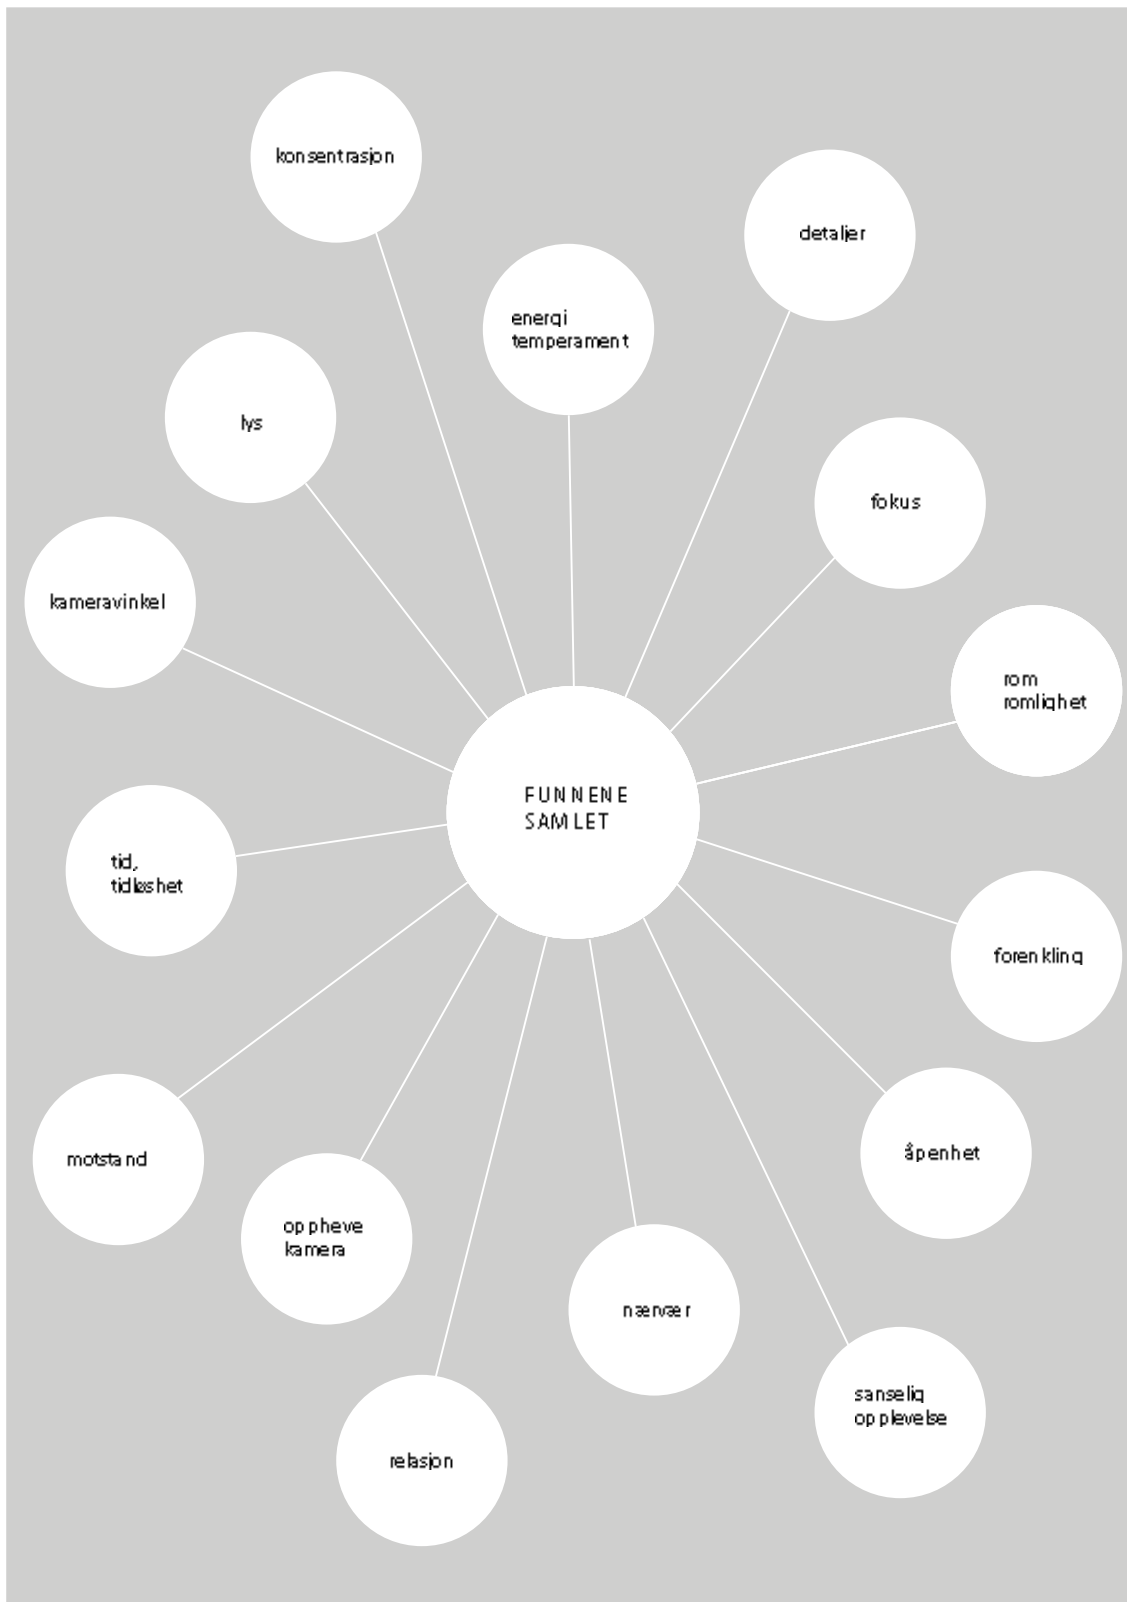 konsentrasjon
detaljer
energi
temperament
lys
fokus
kameravinkel
rom
romlighet
FUNNENE
SAMLET
tid,
tidløshet
forenkling
åpenhet
motstand
oppheve
kamera
nærvær
sanselig
opplevelse
relasjon